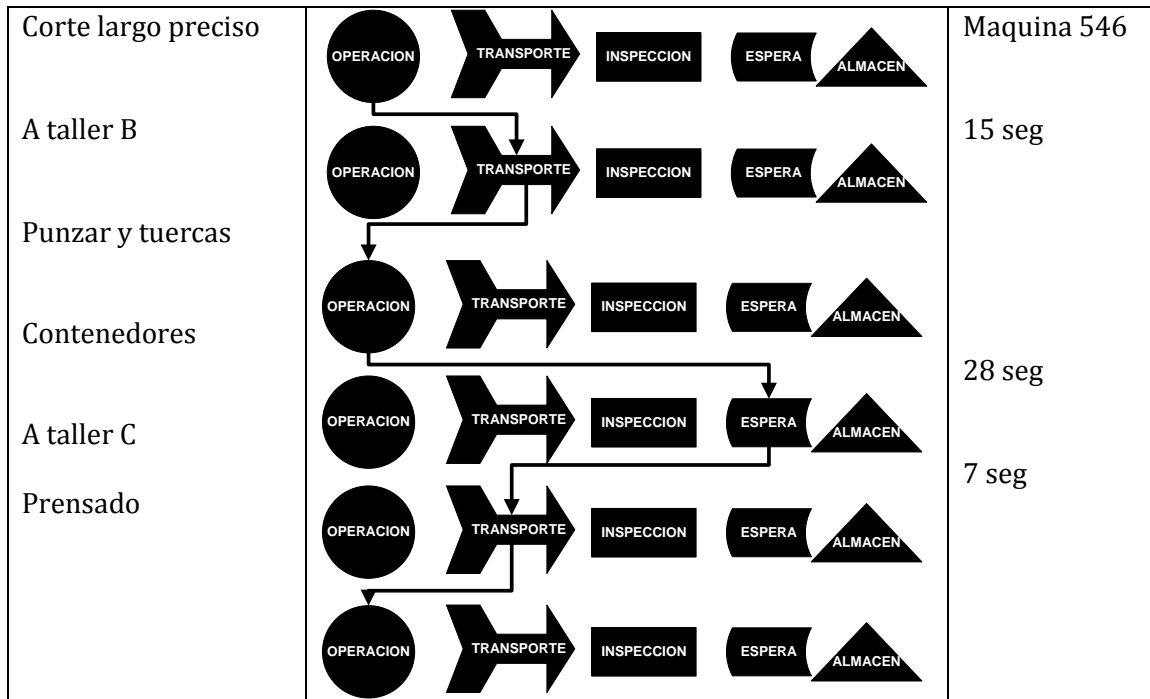 Corte largo preciso
OPERACION TRANSPORTE INSPECCION ESPERA ALMACEN
Maquina 546
A taller B
OPERACION TRANSPORTE INSPECCION ESPERA ALMACEN
15 seg
Punzar y tuercas
OPERACION TRANSPORTE INSPECCION ESPERA ALMACEN
Contenedores
28 seg
OPERACION TRANSPORTE INSPECCION ESPERA ALMACEN
A taller C
7 seg
Prensado
OPERACION TRANSPORTE INSPECCION ESPERA ALMACEN
OPERACION TRANSPORTE INSPECCION ESPERA ALMACEN